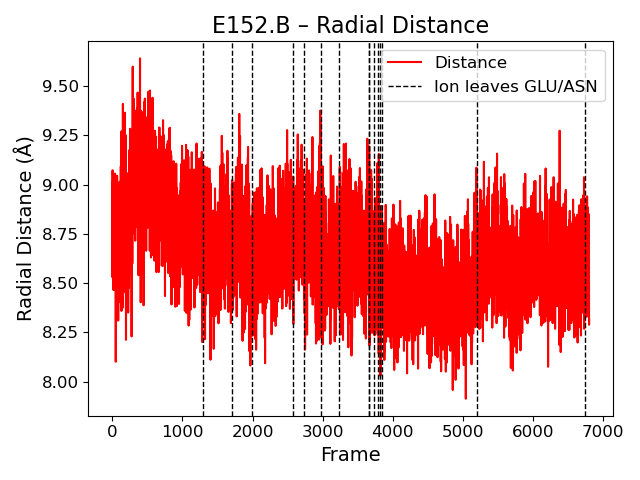 E152.B – Radial Distance
Distance
Ion leaves GLU/ASN
Radial Distance (Å)
9.50
9.25
9.00
8.75
8.50
8.25
8.00
0 1000 2000 3000 4000 5000 6000 7000
Frame